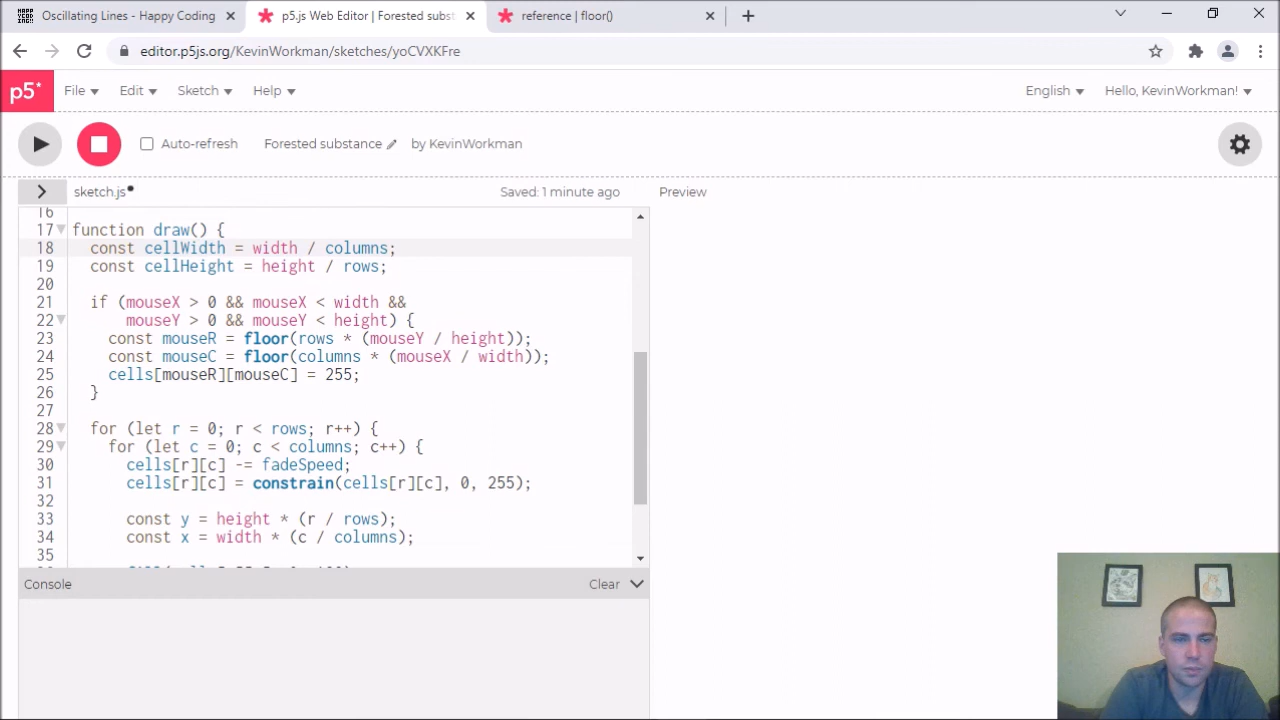 Oscillating Lines - Happy Coding
p5.js Web Editor | Forested subst
reference | floor()
editor.p5js.org/KevinWorkman/sketches/yoCVXKFre
p5*
File
Edit
Sketch
Help
English
Hello, KevinWorkman!
Auto-refresh
Forested substance
by KevinWorkman
sketch.js
Saved: 1 minute ago
Preview
16
17 function draw() {
18 const cellWidth = width / columns;
19 const cellHeight = height / rows;
20
21 if (mouseX > 0 && mouseX < width &&
22 mouseY > 0 && mouseY < height) {
23 const mouseR = floor(rows * (mouseY / height));
24 const mouseC = floor(columns * (mouseX / width));
25 cells[mouseR][mouseC] = 255;
26 }
27
28 for (let r = 0; r < rows; r++) {
29 for (let c = 0; c < columns; c++) {
30 cells[r][c] -= fadeSpeed;
31 cells[r][c] = constrain(cells[r][c], 0, 255);
32
33 const y = height * (r / rows);
34 const x = width * (c / columns);
35
Console
Clear